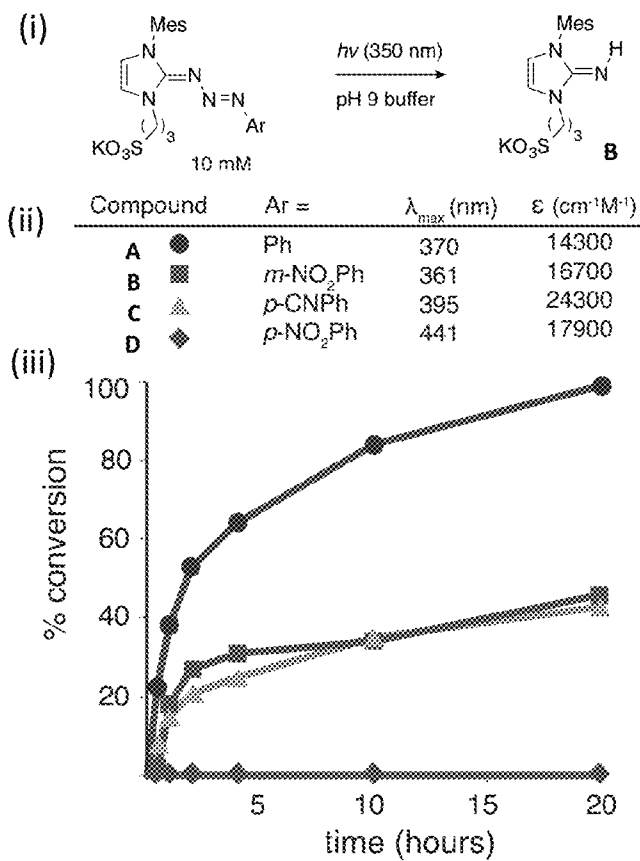 (i)
Mes
N
N
N
N=N
Ar
KO₃S
( )₃
10 mM
hv (350 nm)
pH 9 buffer
Mes
H
N
N
N
KO₃S
( )₃
B
(ii)
Compound Ar = λmax (nm) ε (cm⁻¹M⁻¹)
A ● Ph 370 14300
B ■ m-NO₂Ph 361 16700
C ▲ p-CNPh 395 24300
D ◆ p-NO₂Ph 441 17900
(iii)
100
80
60
40
20
% conversion
5 10 15 20
time (hours)